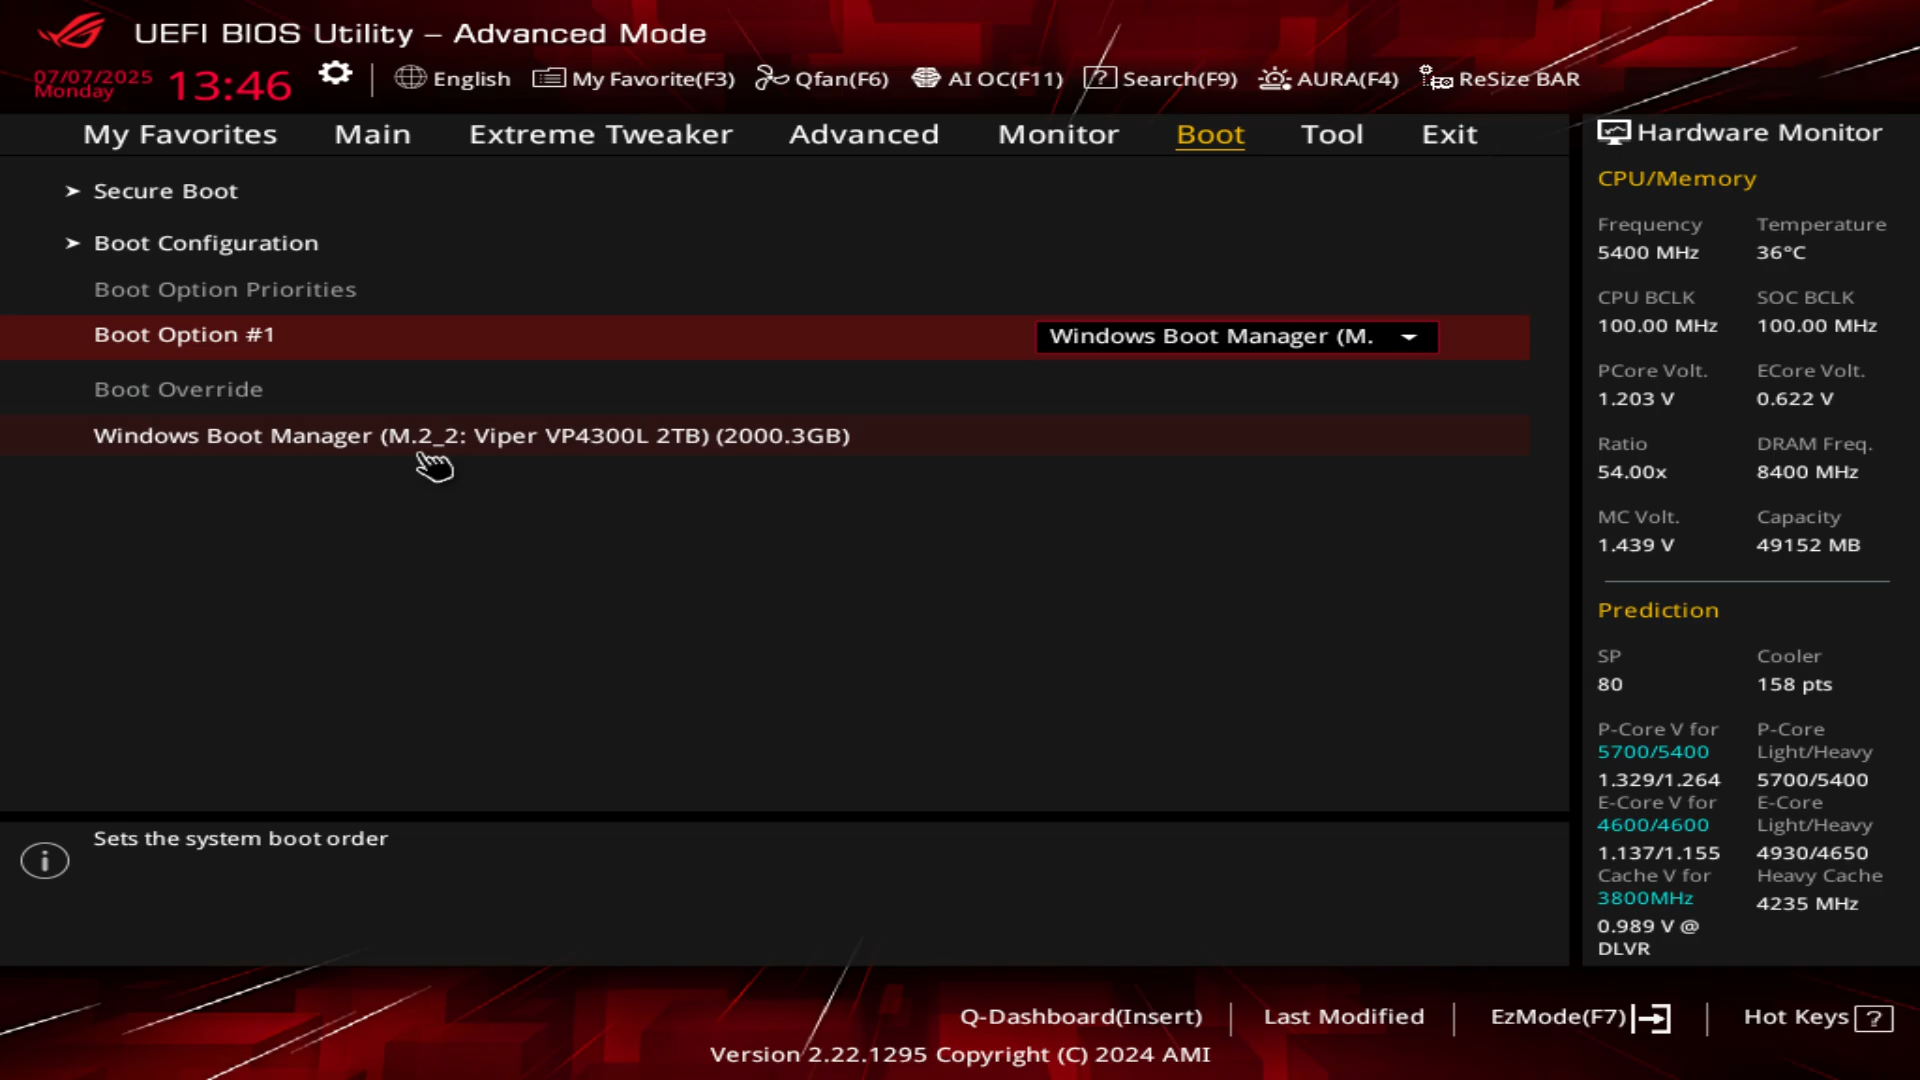 UEFI BIOS Utility – Advanced Mode
07/07/2025
Monday
13:46
English
My Favorite(F3)
Qfan(F6)
AI OC(F11)
Search(F9)
AURA(F4)
ReSize BAR
My Favorites
Main
Extreme Tweaker
Advanced
Monitor
Boot
Tool
Exit
Secure Boot
Boot Configuration
Boot Option Priorities
Boot Option #1
Windows Boot Manager (M.
Boot Override
Windows Boot Manager (M.2_2: Viper VP4300L 2TB) (2000.3GB)
Sets the system boot order
Hardware Monitor
CPU/Memory
Frequency Temperature
5400 MHz 36°C
CPU BCLK SOC BCLK
100.00 MHz 100.00 MHz
PCore Volt. ECore Volt.
1.203 V 0.622 V
Ratio DRAM Freq.
54.00x 8400 MHz
MC Volt. Capacity
1.439 V 49152 MB
Prediction
SP Cooler
80 158 pts
P-Core V for P-Core
5700/5400 Light/Heavy
1.329/1.264 5700/5400
E-Core V for E-Core
4600/4600 Light/Heavy
1.137/1.155 4930/4650
Cache V for Heavy Cache
3800MHz 4235 MHz
0.989 V @
DLVR
Q-Dashboard(Insert)
Last Modified
EzMode(F7)
Hot Keys ?
Version 2.22.1295 Copyright (C) 2024 AMI